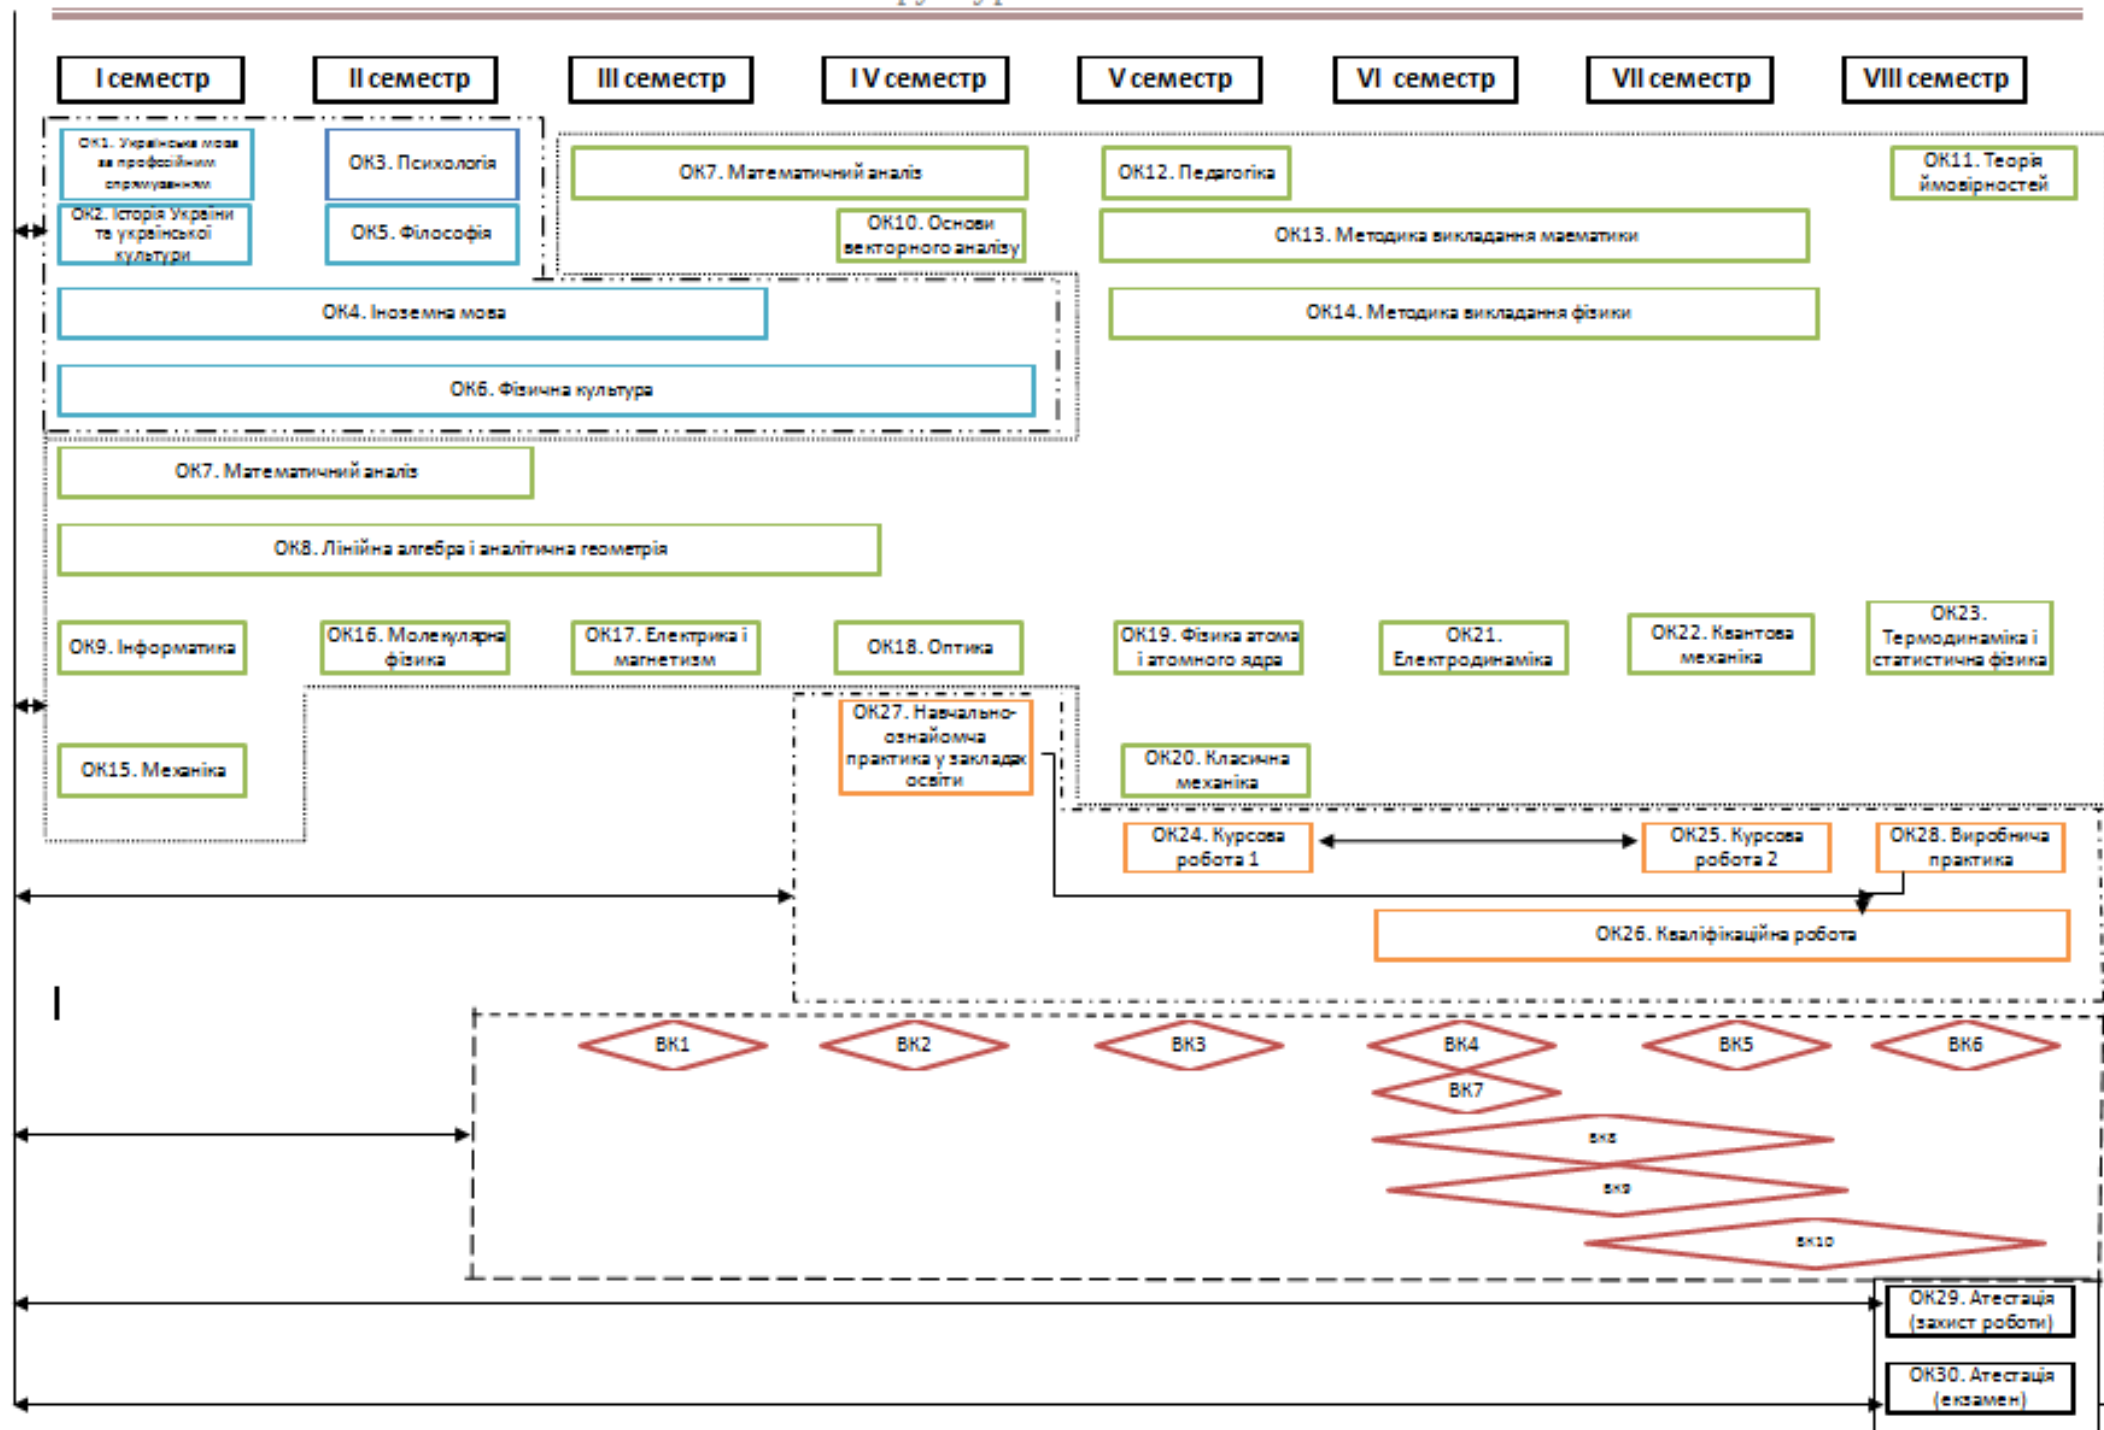 I семестр
II семестр
III семестр
I V семестр
V семестр
VI семестр
VII семестр
VIII семестр
ОК1. Українська мова
за професійним
спрямуванням
ОК3. Психологія
ОК7. Математичний аналіз
ОК12. Педагогіка
ОК11. Теорія
ймовірностей
ОК2. Історія України
та української
культури
ОК5. Філософія
ОК10. Основи
векторного аналізу
ОК13. Методика викладання маематики
ОК4. Іноземна мова
ОК14. Методика викладання фізики
ОК6. Фізична культура
ОК7. Математичний аналіз
ОК8. Лінійна алгебра і аналітична геометрія
ОК9. Інформатика
ОК16. Молекулярна
фізика
ОК17. Електрика і
магнетизм
ОК18. Оптика
ОК19. Фізика атома
і атомного ядра
ОК21.
Електродинаміка
ОК22. Квантова
механіка
ОК23.
Термодинаміка і
статистична фізика
ОК15. Механіка
ОК27. Навчально-
ознайомча
практика у закладах
освіти
ОК20. Класична
механіка
ОК24. Курсова
робота 1
ОК25. Курсова
робота 2
ОК28. Виробнича
практика
ОК26. Кваліфікаційна робота
ВК1
ВК2
ВК3
ВК4
ВК5
ВК6
ВК7
ВК8
ВК9
ВК10
ОК29. Атестація
(захист роботи)
ОК30. Атестація
(екзамен)